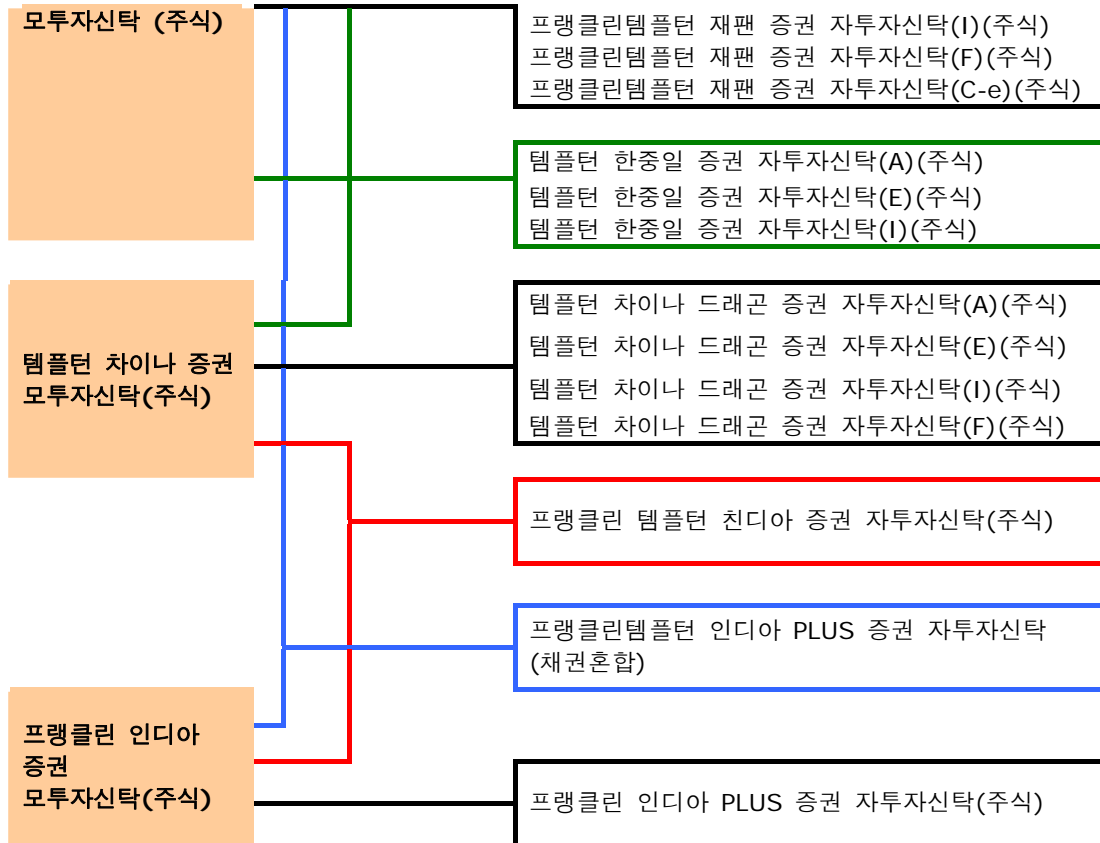 모투자신탁 (주식)
프랭클린템플턴 재팬 증권 자투자신탁(I)(주식)
프랭클린템플턴 재팬 증권 자투자신탁(F)(주식)
프랭클린템플턴 재팬 증권 자투자신탁(C-e)(주식)
템플턴 한중일 증권 자투자신탁(A)(주식)
템플턴 한중일 증권 자투자신탁(E)(주식)
템플턴 한중일 증권 자투자신탁(I)(주식)
템플턴 차이나 증권
모투자신탁(주식)
템플턴 차이나 드래곤 증권 자투자신탁(A)(주식)
템플턴 차이나 드래곤 증권 자투자신탁(E)(주식)
템플턴 차이나 드래곤 증권 자투자신탁(I)(주식)
템플턴 차이나 드래곤 증권 자투자신탁(F)(주식)
프랭클린 템플턴 친디아 증권 자투자신탁(주식)
프랭클린템플턴 인디아 PLUS 증권 자투자신탁
(채권혼합)
프랭클린 인디아
증권
모투자신탁(주식)
프랭클린 인디아 PLUS 증권 자투자신탁(주식)